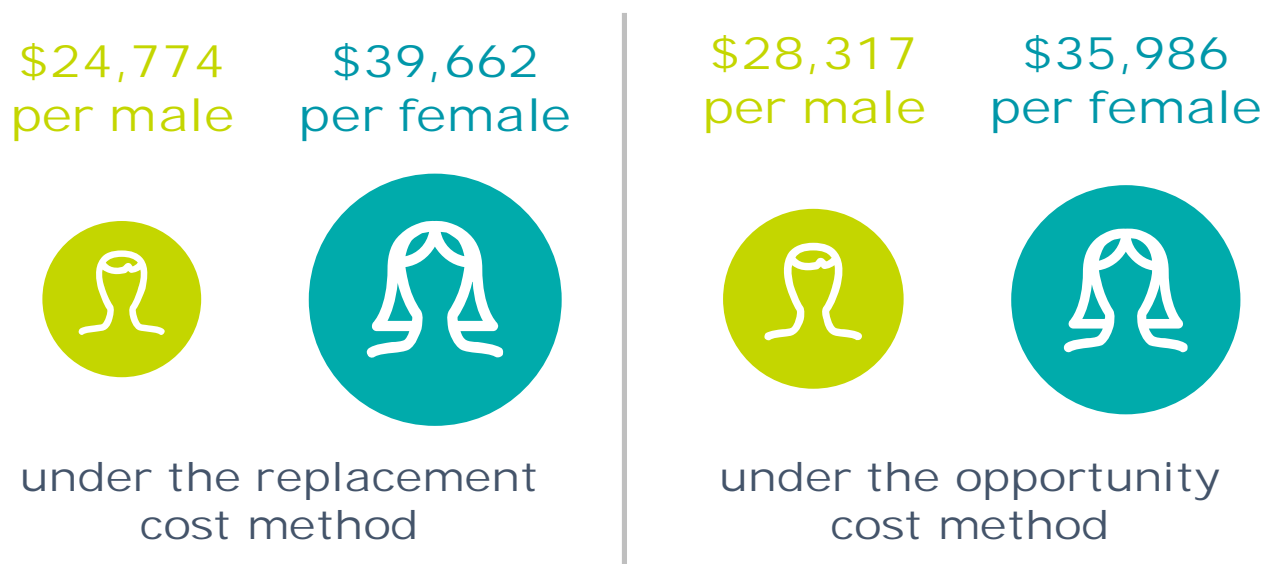 $24,774
per male
$39,662
per female
under the replacement
cost method
$28,317
per male
$35,986
per female
under the opportunity
cost method